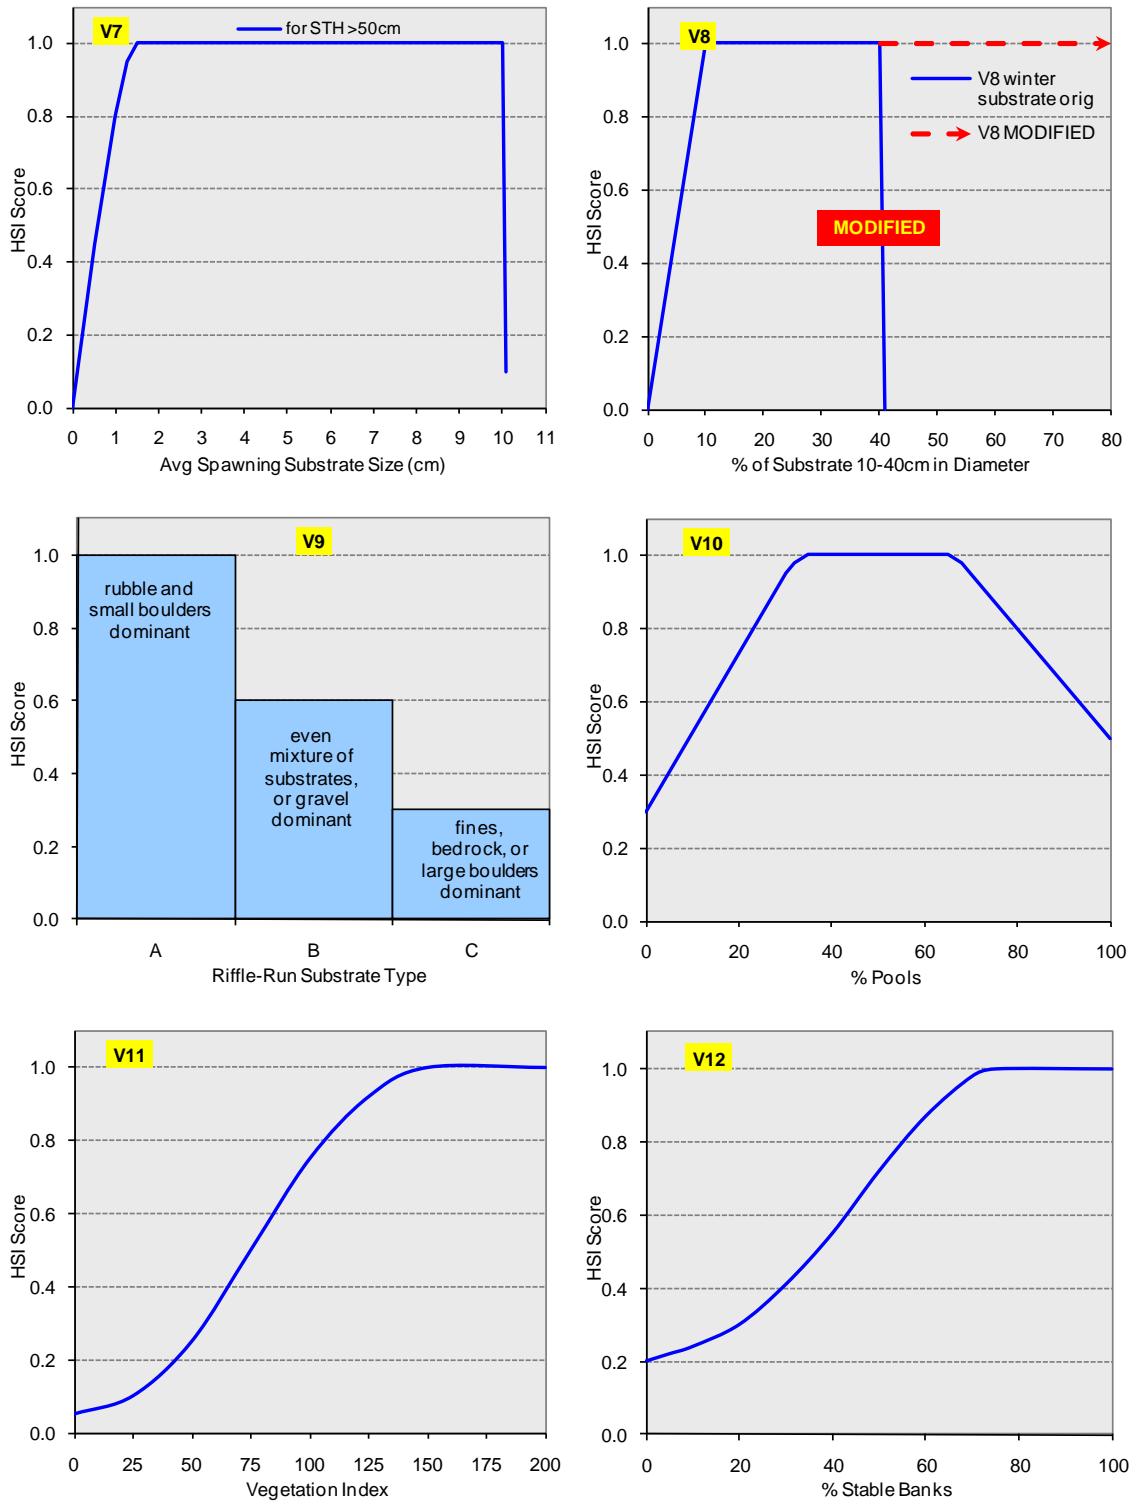 V7
for STH >50cm
1.0
0.8
0.6
0.4
0.2
0.0
HSI Score
0 1 2 3 4 5 6 7 8 9 10 11
Avg Spawning Substrate Size (cm)
V8
V8 winter
substrate orig
V8 MODIFIED
MODIFIED
1.0
0.8
0.6
0.4
0.2
0.0
HSI Score
0 10 20 30 40 50 60 70 80
% of Substrate 10-40cm in Diameter
V9
1.0
0.8
0.6
0.4
0.2
0.0
HSI Score
rubble and
small boulders
dominant
even
mixture of
substrates,
or gravel
dominant
fines,
bedrock, or
large boulders
dominant
A B C
Riffle-Run Substrate Type
V10
1.0
0.8
0.6
0.4
0.2
0.0
HSI Score
0 20 40 60 80 100
% Pools
V11
1.0
0.8
0.6
0.4
0.2
0.0
HSI Score
0 25 50 75 100 125 150 175 200
Vegetation Index
V12
1.0
0.8
0.6
0.4
0.2
0.0
HSI Score
0 20 40 60 80 100
% Stable Banks